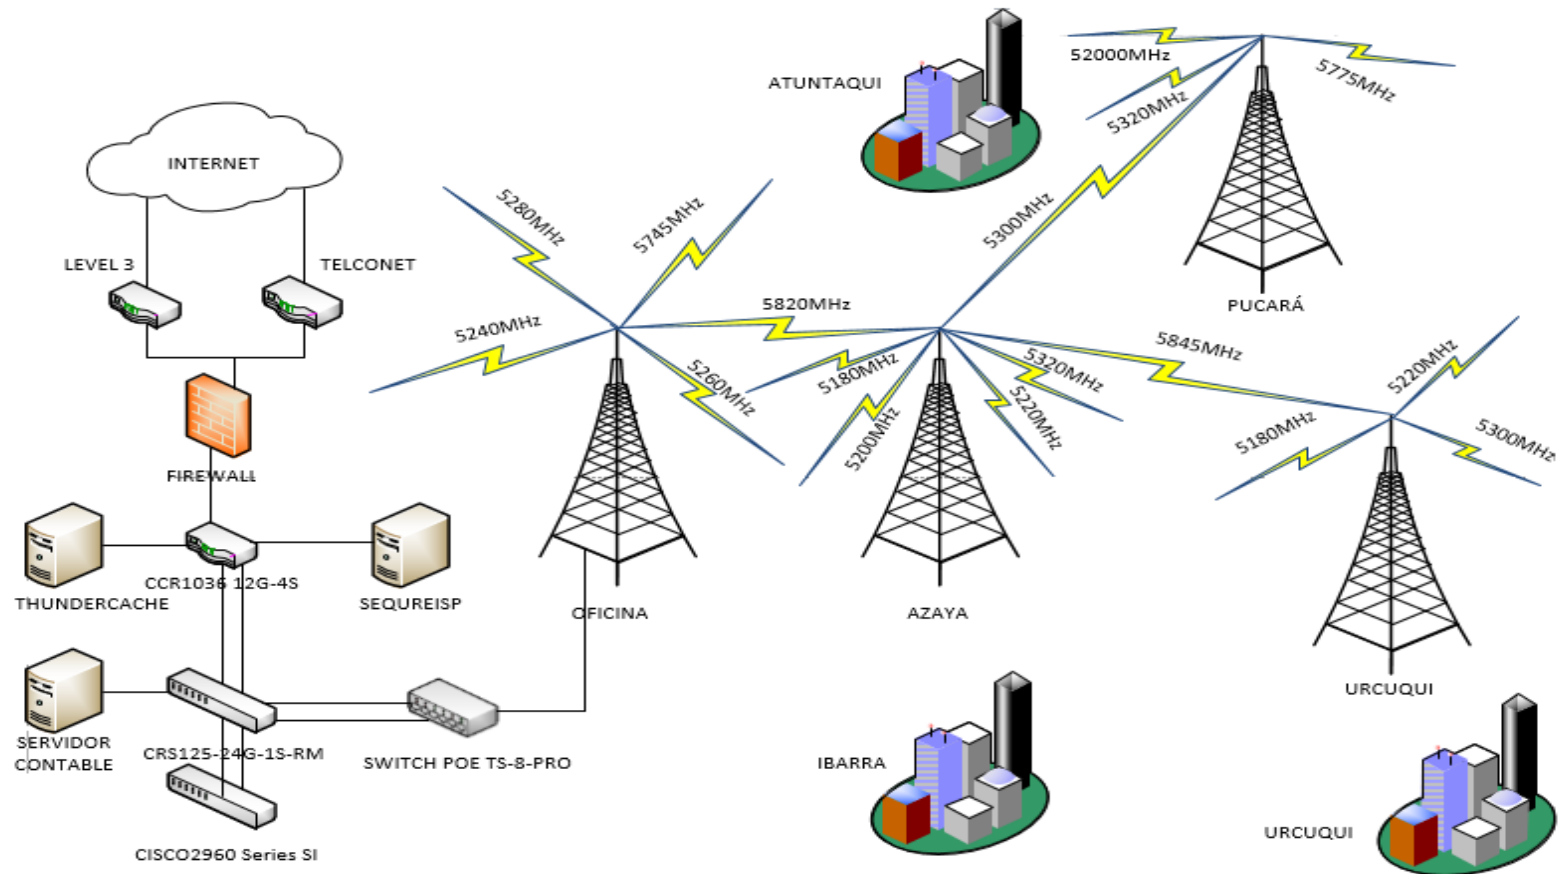 INTERNET
LEVEL 3
TELCONET
FIREWALL
THUNDERCACHE
CCR1036 12G-4S
SEQUREISP
SERVIDOR
CONTABLE
CRS125-24G-1S-RM
SWITCH POE TS-8-PRO
CISCO2960 Series SI
5280MHz
5745MHz
5240MHz
5260MHz
5820MHz
OFICINA
5180MHz
5200MHz
5320MHz
5220MHz
5300MHz
5845MHz
AZAYA
ATUNTAQUI
52000MHz
5320MHz
5775MHz
PUCARÁ
5220MHz
5180MHz
5300MHz
URCUQUI
IBARRA
URCUQUI